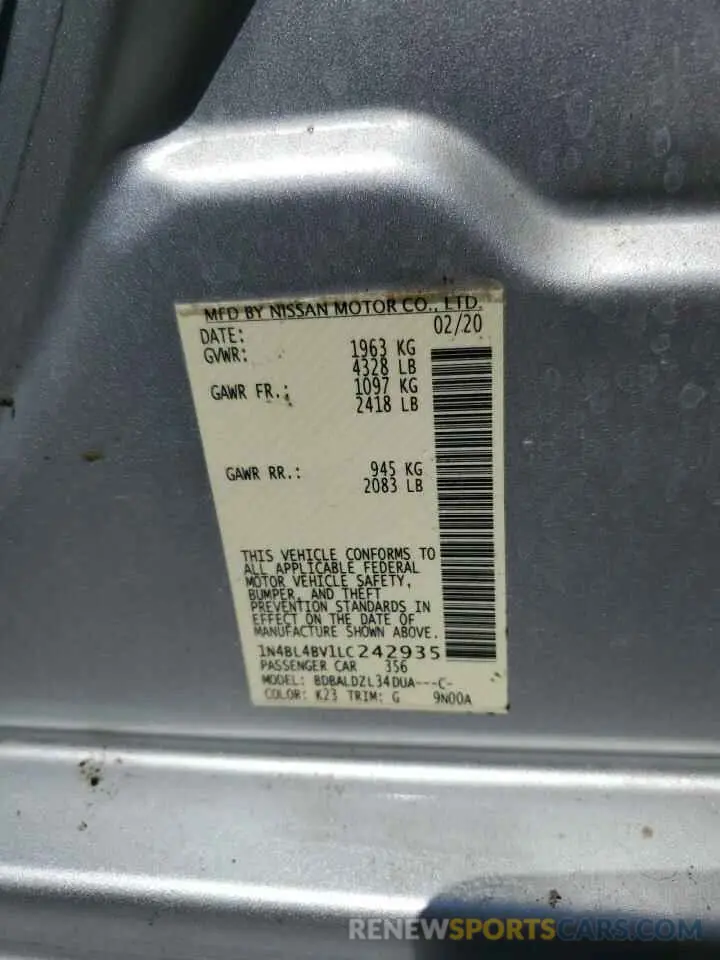 MFD BY NISSAN MOTOR CO., LTD.
DATE: 02/20
GVWR: 1963 KG
4328 LB
GAWR FR.: 1097 KG
2418 LB
GAWR RR.: 945 KG
2083 LB
THIS VEHICLE CONFORMS TO
ALL APPLICABLE FEDERAL
MOTOR VEHICLE SAFETY,
BUMPER, AND THEFT
PREVENTION STANDARDS IN
EFFECT ON THE DATE OF
MANUFACTURE SHOWN ABOVE.
1N4BL4BV1LC242935
PASSENGER CAR 356
MODEL: BDBALDZL34DUA---C-
COLOR: K23 TRIM: G 9N00A
RENEWSPORTSCARS.COM